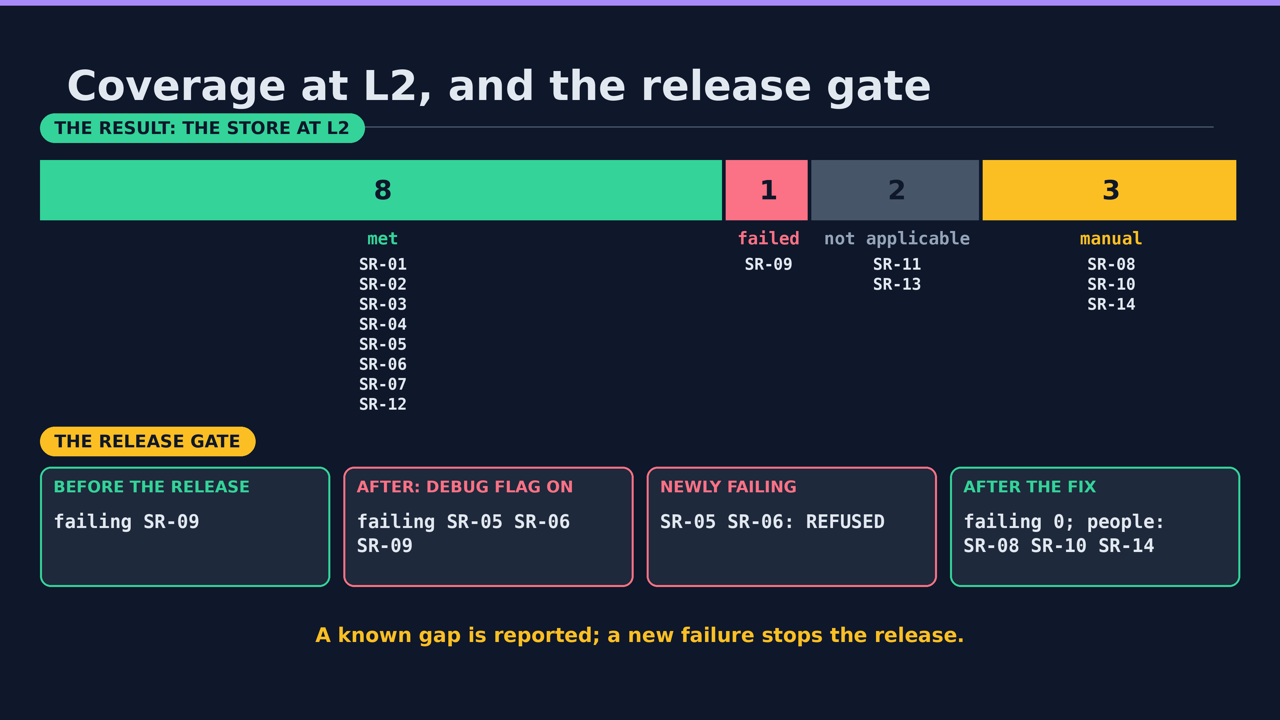 Coverage at L2, and the release gate
THE RESULT: THE STORE AT L2
8
1
2
3
met
failed
not applicable
manual
SR-01
SR-02
SR-03
SR-04
SR-05
SR-06
SR-07
SR-12
SR-09
SR-11
SR-13
SR-08
SR-10
SR-14
THE RELEASE GATE
BEFORE THE RELEASE
failing SR-09
AFTER: DEBUG FLAG ON
failing SR-05 SR-06
SR-09
NEWLY FAILING
SR-05 SR-06: REFUSED
AFTER THE FIX
failing 0; people:
SR-08 SR-10 SR-14
A known gap is reported; a new failure stops the release.